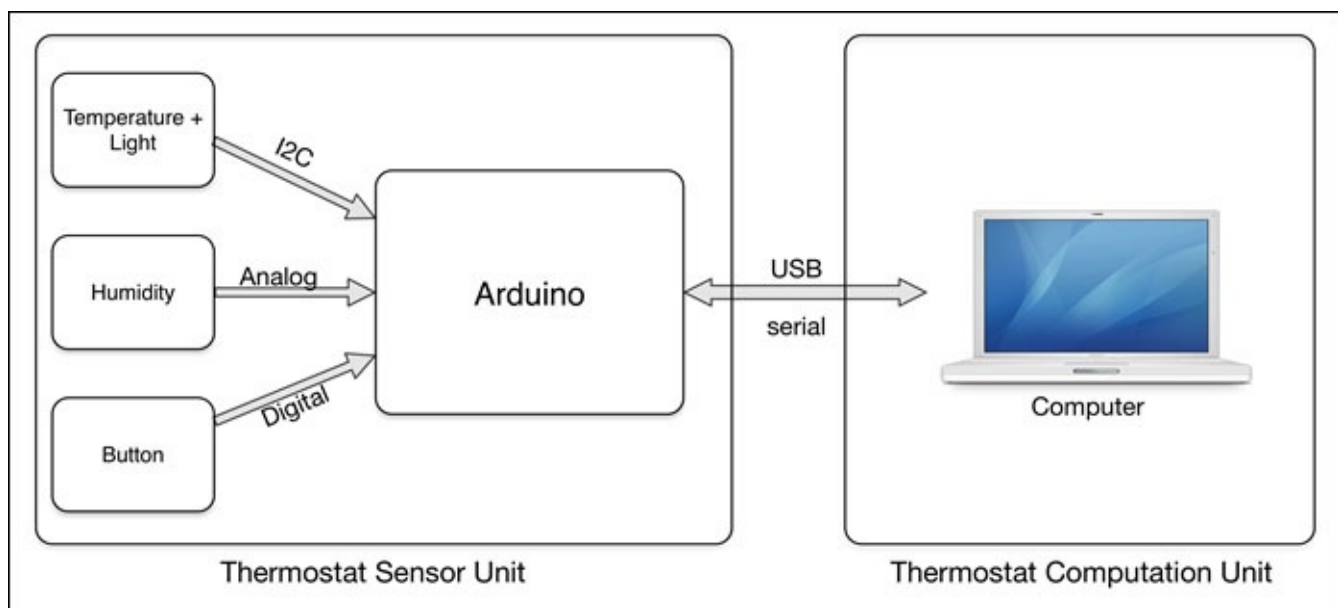 Temperature +
Light
I2C
Humidity
Analog
Button
Digital
Arduino
USB
serial
Computer
Thermostat Sensor Unit
Thermostat Computation Unit